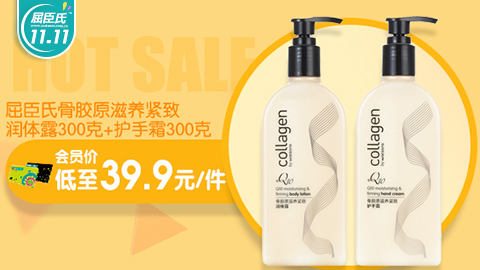 屈臣氏
11.11
HOT SALE
屈臣氏骨胶原滋养紧致
润体露300克+护手霜300克
会员价
低至39.9元/件
collagen
by watsons
Q10
Q10 moisturising &
firming body lotion
骨胶原滋养紧致
润体露
collagen
by watsons
Q10
Q10 moisturising &
firming hand cream
骨胶原滋养紧致
护手霜